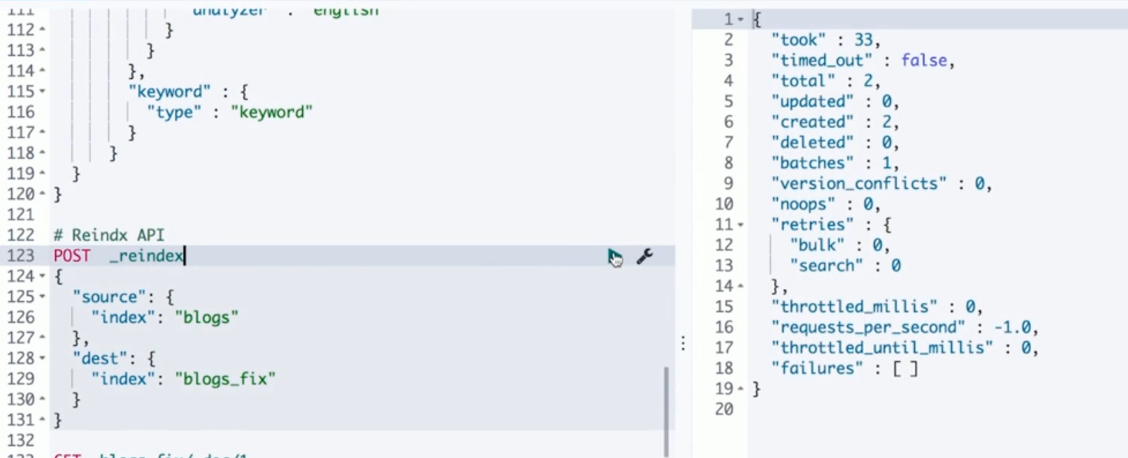 111 "analyzer" : "english"
112 }
113 }
114 },
115 "keyword" : {
116 "type" : "keyword"
117 }
118 }
119 }
120 }
121
122 # Reindx API
123 POST _reindex
124 {
125 "source": {
126 "index": "blogs"
127 },
128 "dest": {
129 "index": "blogs_fix"
130 }
131 }
132
1 {
2 "took" : 33,
3 "timed_out" : false,
4 "total" : 2,
5 "updated" : 0,
6 "created" : 2,
7 "deleted" : 0,
8 "batches" : 1,
9 "version_conflicts" : 0,
10 "noops" : 0,
11 "retries" : {
12 "bulk" : 0,
13 "search" : 0
14 },
15 "throttled_millis" : 0,
16 "requests_per_second" : -1.0,
17 "throttled_until_millis" : 0,
18 "failures" : [ ]
19 }
20